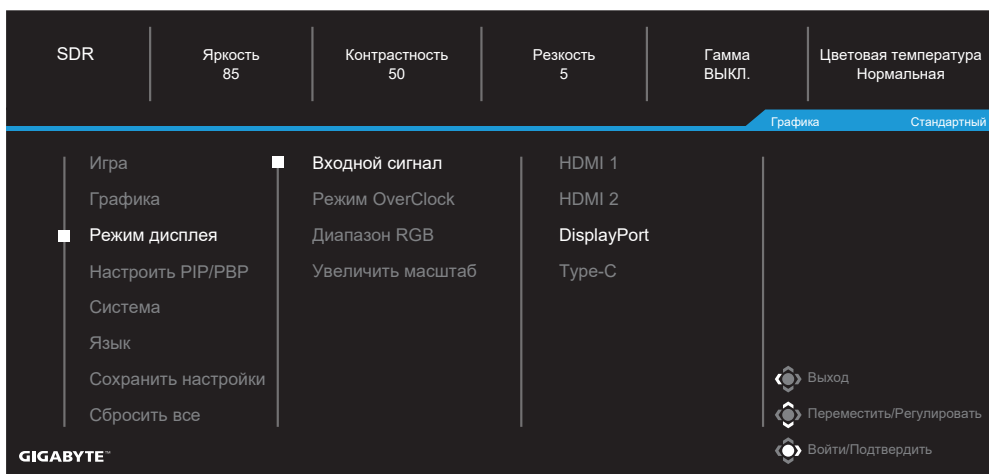 SDR
Яркость
85
Контрастность
50
Резкость
5
Гамма
ВЫКЛ.
Цветовая температура
Нормальная
Графика
Стандартный
Игра
Графика
Режим дисплея
Настроить PIP/PBP
Система
Язык
Сохранить настройки
Сбросить все
Входной сигнал
Режим OverClock
Диапазон RGB
Увеличить масштаб
HDMI 1
HDMI 2
DisplayPort
Type-C
Выход
Переместить/Регулировать
Войти/Подтвердить
GIGABYTE™